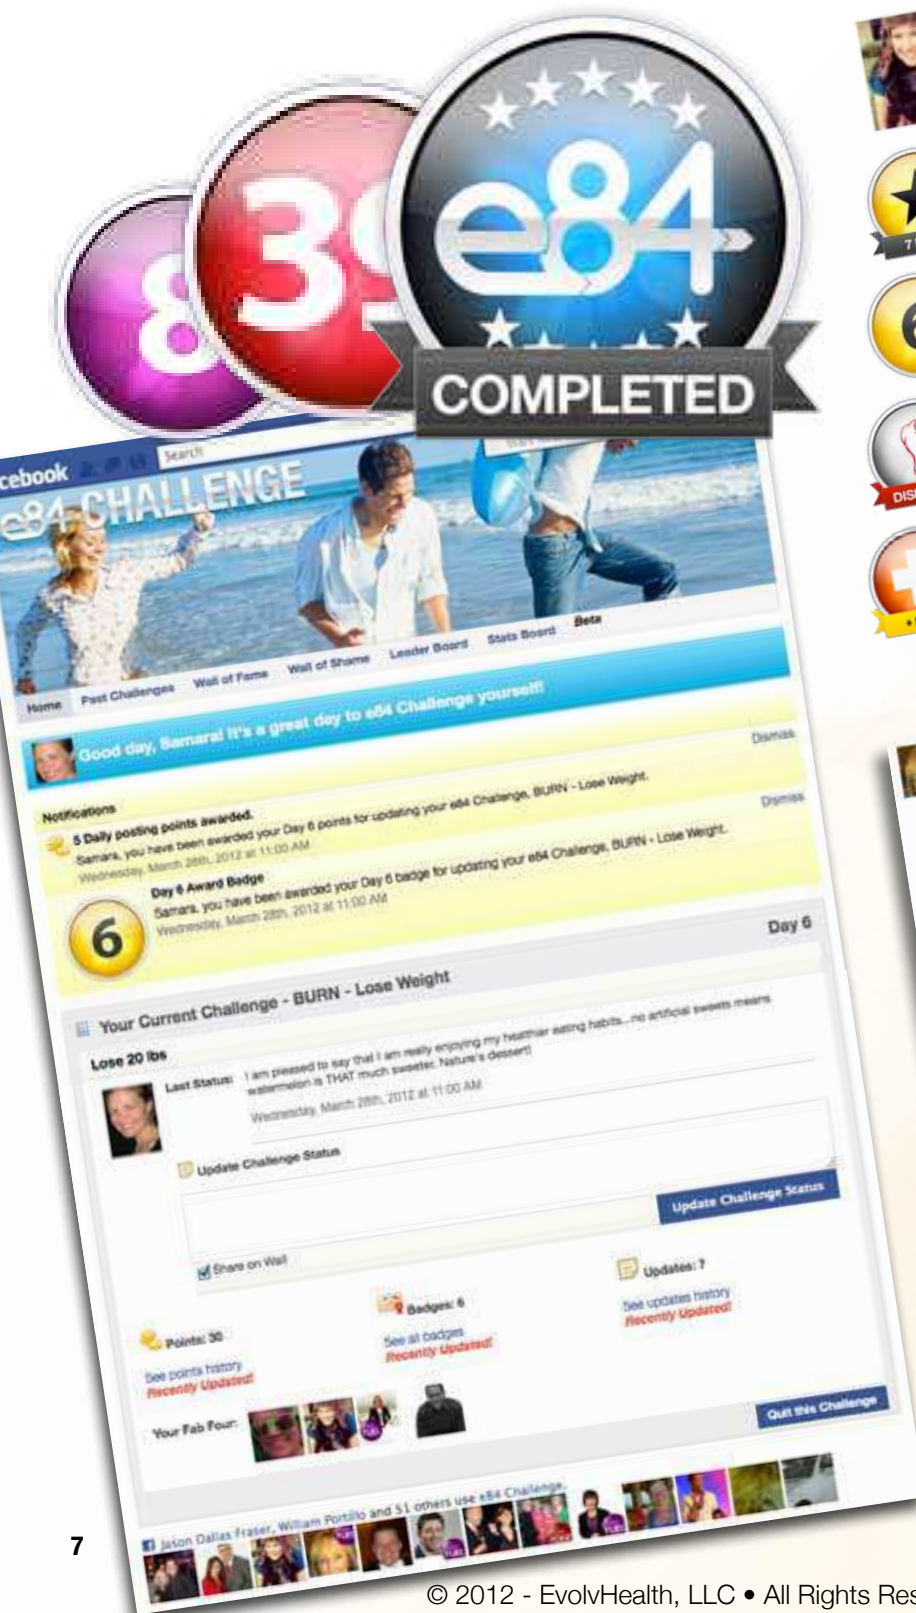 8
39
e84
COMPLETED
cebook
Search
e84 CHALLENGE
Home
Past Challenges
Wall of Fame
Wall of Shame
Leader Board
Stats Board
Beta
Good day, Samara! It's a great day to e84 Challenge yourself!
Notifications
5 Daily posting points awarded.
Dismiss
Samara, you have been awarded your Day 6 points for updating your e84 Challenge, BURN - Lose Weight.
Wednesday, March 28th, 2012 at 11:00 AM
6
Day 6 Award Badge
Dismiss
Samara, you have been awarded your Day 6 badge for updating your e84 Challenge, BURN - Lose Weight.
Wednesday, March 28th, 2012 at 11:00 AM
Your Current Challenge - BURN - Lose Weight
Day 6
Lose 20 lbs
Last Status: I am pleased to say that I am really enjoying my healthier eating habits...no artificial sweets means
watermelon is THAT much sweeter. Nature's dessert!
Wednesday, March 28th, 2012 at 11:00 AM
Update Challenge Status
Update Challenge Status
Share on Wall
Points: 30
See points history
Recently Updated!
Badges: 6
See all badges
Recently Updated!
Updates: 7
See updates history
Recently Updated!
Your Fab Four:
Quit this Challenge
Jason Dallas Fraser, William Portillo and 51 others use e84 Challenge.
7
6
DIS
7
© 2012 - EvolvHealth, LLC • All Rights Res